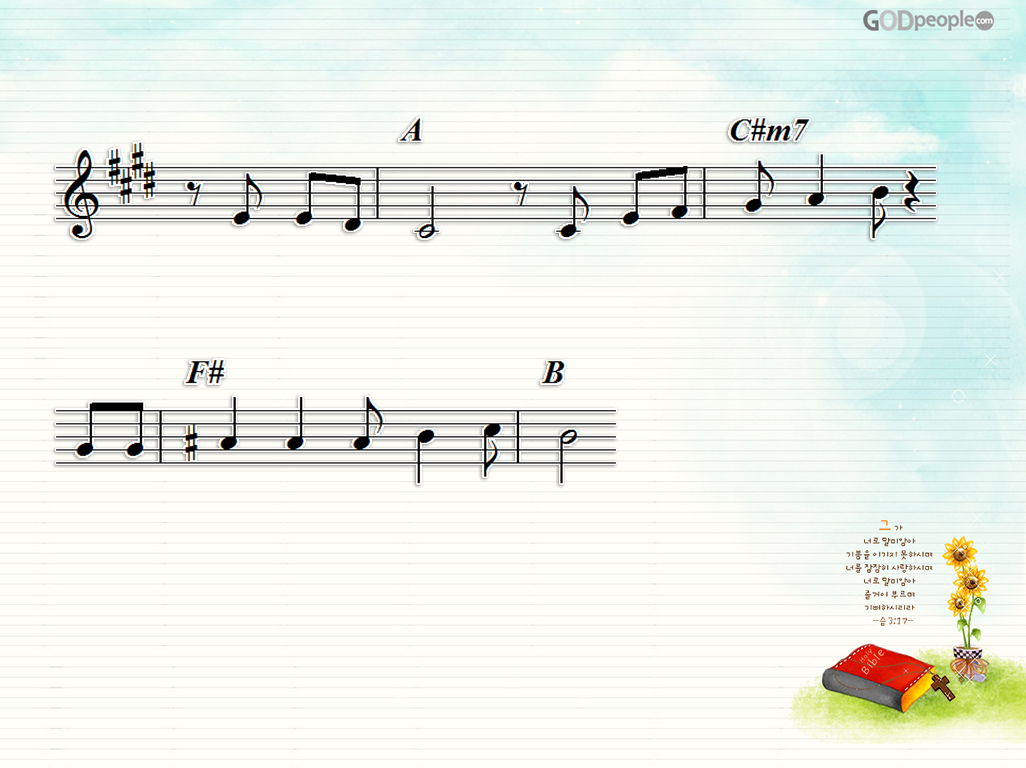 GODpeople.com
A
C#m7
F#
B
그가
너로 말미암아
기쁨을 이기지 못하시며
너를 잠잠히 사랑하시며
너로 말미암아
즐거이 부르며
기뻐하시리라
-습3:17-
Holy
Bible